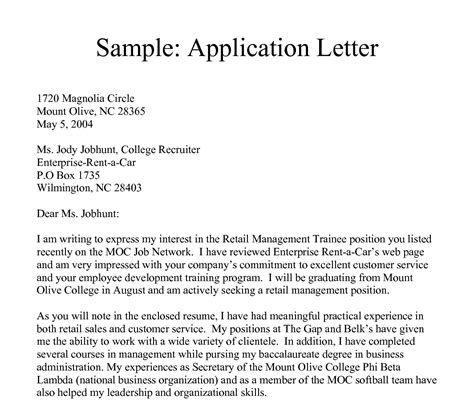 Sample: Application Letter
1720 Magnolia Circle
Mount Olive, NC 28365
May 5, 2004
Ms. Jody Jobhunt, College Recruiter
Enterprise-Rent-a-Car
P.O Box 1735
Wilmington, NC 28403
Dear Ms. Jobhunt:
I am writing to express my interest in the Retail Management Trainee position you listed
recently on the MOC Job Network.  I have reviewed Enterprise Rent-a-Car's web page
and am very impressed with your company's commitment to excellent customer service
and your employee development training program.  I will be graduating from Mount
Olive College in August and am actively seeking a retail management position.
As you will note in the enclosed resume, I have had meaningful practical experience in
both retail sales and customer service.  My positions at The Gap and Belk's have given
me the ability to work with a wide variety of clientele.  In addition, I have completed
several courses in management while pursing my baccalaureate degree in business
administration. My experiences as Secretary of the Mount Olive College Phi Beta
Lambda (national business organization) and as a member of the MOC softball team have
also helped my leadership and organizational skills.